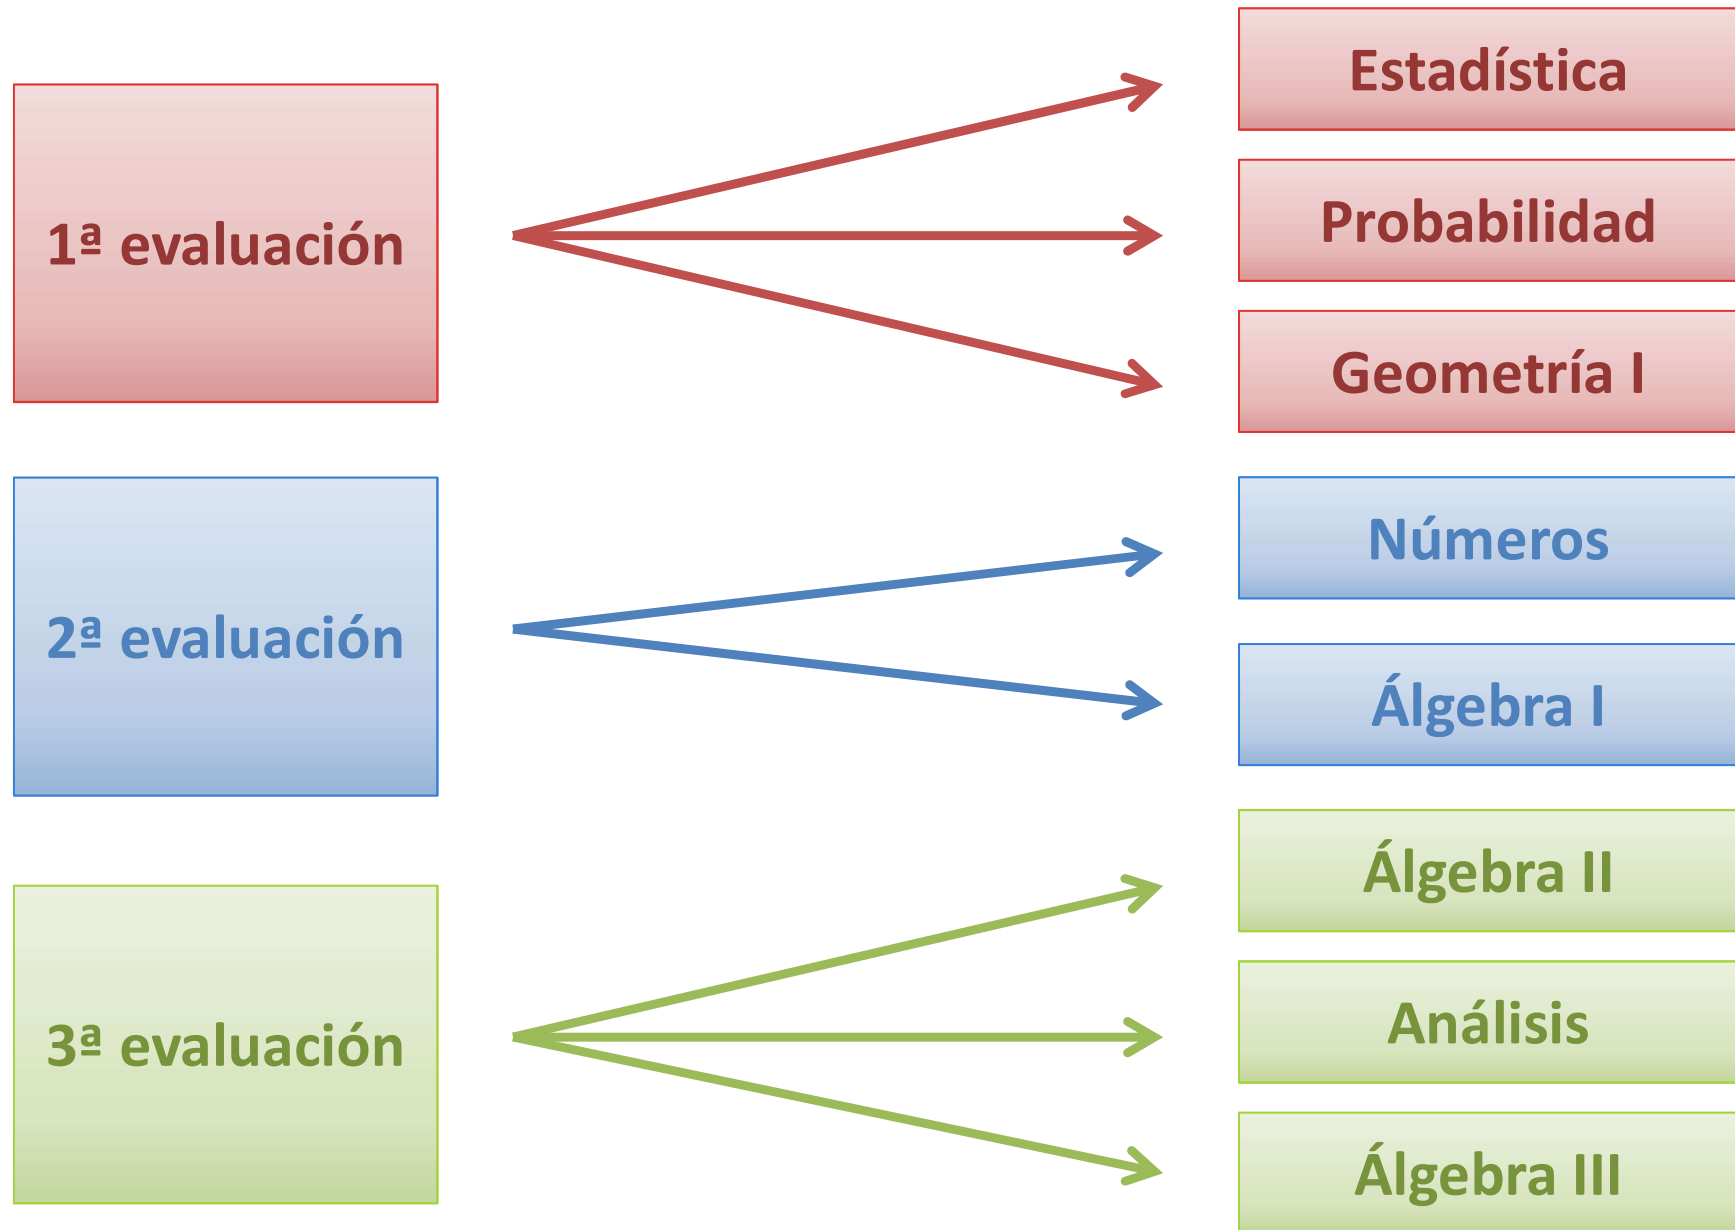 1ª evaluación
Estadística
Probabilidad
Geometría I
2ª evaluación
Números
Álgebra I
3ª evaluación
Álgebra II
Análisis
Álgebra III